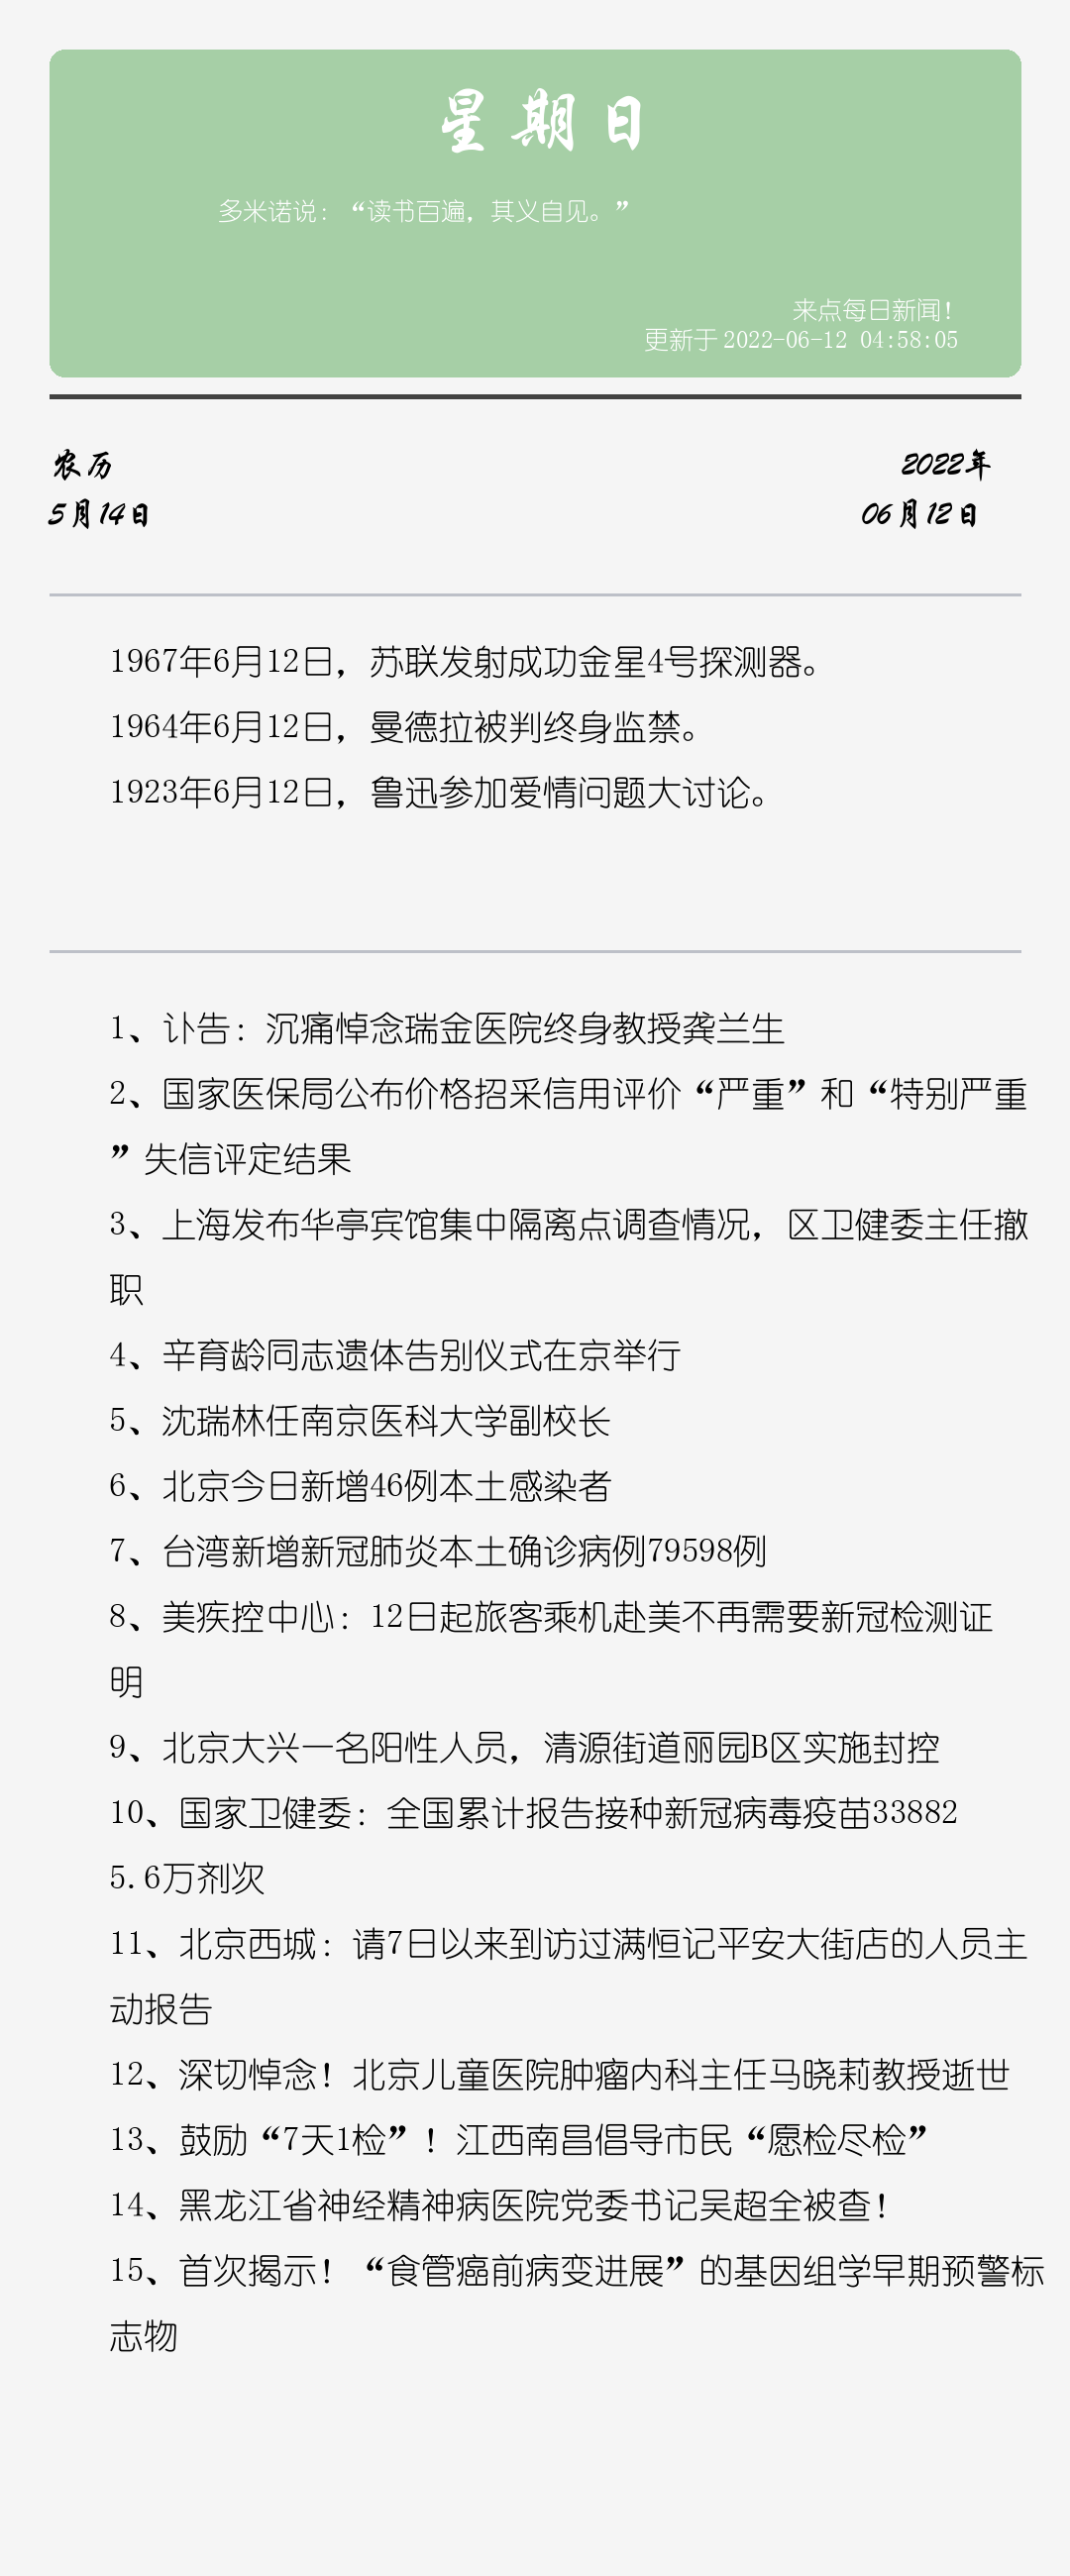 星期日
多米诺说：“读书百遍，其义自见。”
来点每日新闻！
更新于 2022-06-12 04:58:05
农历
2022年
5月14日
06月12日
1967年6月12日，苏联发射成功金星4号探测器。
1964年6月12日，曼德拉被判终身监禁。
1923年6月12日，鲁迅参加爱情问题大讨论。
1、讣告：沉痛悼念瑞金医院终身教授龚兰生
2、国家医保局公布价格招采信用评价“严重”和“特别严重
”失信评定结果
3、上海发布华亭宾馆集中隔离点调查情况，区卫健委主任撤
职
4、辛育龄同志遗体告别仪式在京举行
5、沈瑞林任南京医科大学副校长
6、北京今日新增46例本土感染者
7、台湾新增新冠肺炎本土确诊病例79598例
8、美疾控中心：12日起旅客乘机赴美不再需要新冠检测证
明
9、北京大兴一名阳性人员，清源街道丽园B区实施封控
10、国家卫健委：全国累计报告接种新冠病毒疫苗33882
5.6万剂次
11、北京西城：请7日以来到访过满恒记平安大街店的人员主
动报告
12、深切悼念！北京儿童医院肿瘤内科主任马晓莉教授逝世
13、鼓励“7天1检”！江西南昌倡导市民“愿检尽检”
14、黑龙江省神经精神病医院党委书记吴超全被查！
15、首次揭示！“食管癌前病变进展”的基因组学早期预警标
志物